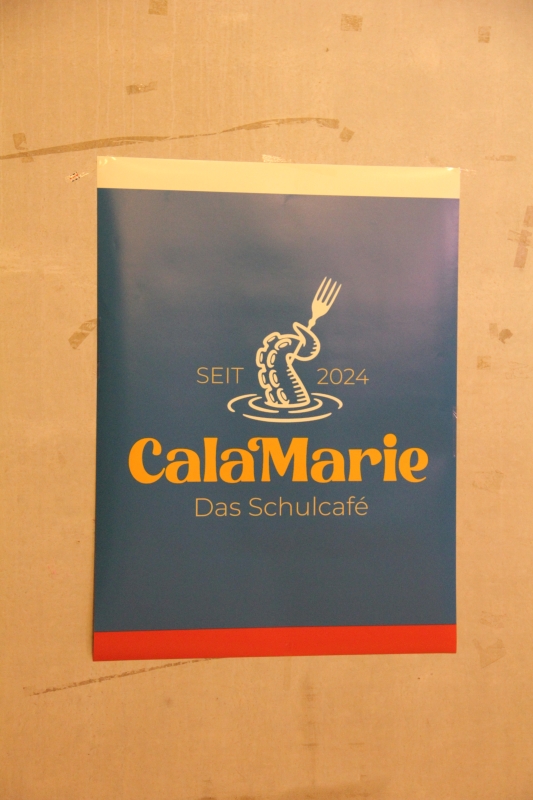 SEIT 2024
CalaMarie
Das Schulcafé